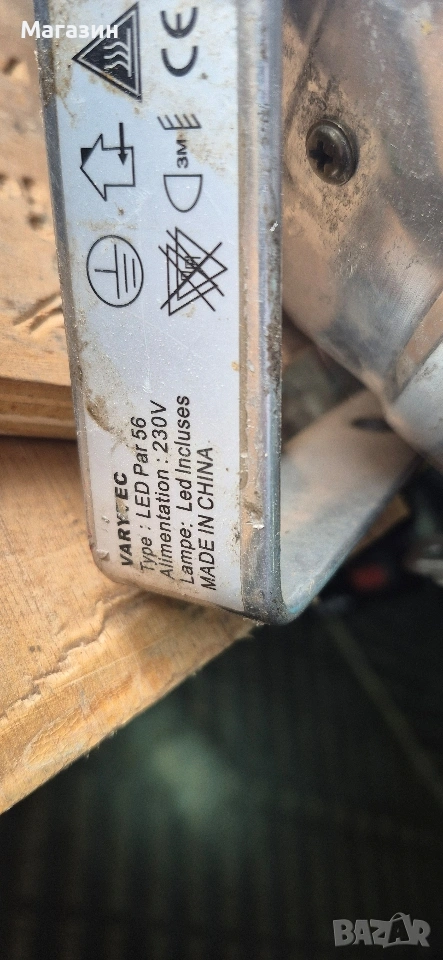 Магазин
CE
3M
VARYTEC
Type : LED Par 56
Alimentation : 230V
Lampe: Led Incluses
MADE IN CHINA
BAZAR